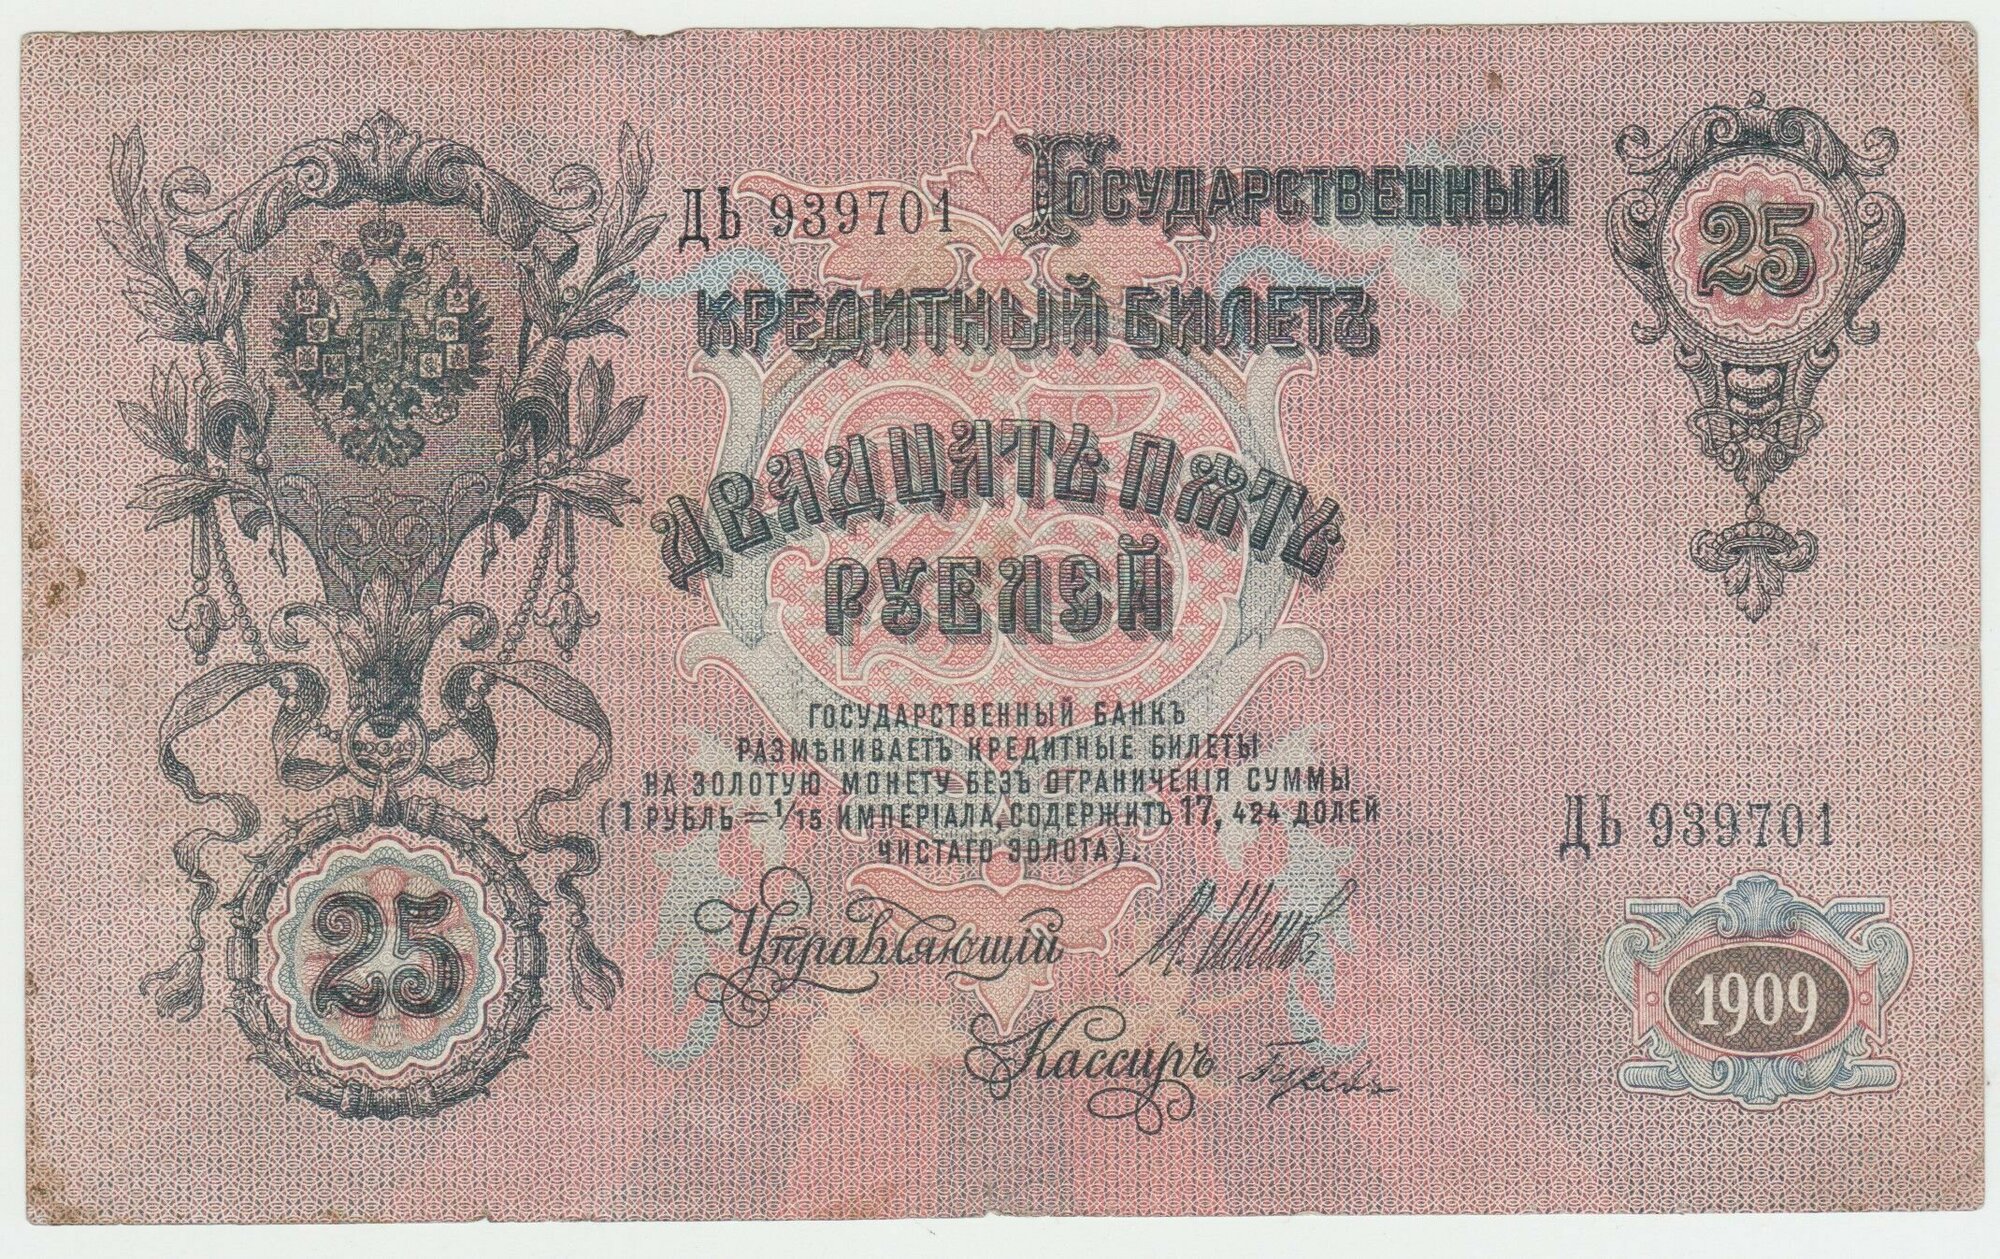 ДЬ 939701
Государственный
25
Кредитный Билетъ
Двадцать пять
рублей
ГОСУДАРСТВЕННЫЙ БАНКЪ
РАЗМѢНИВАЕТЪ КРЕДИТНЫЕ БИЛЕТЫ
НА ЗОЛОТУЮ МОНЕТУ БЕЗЪ ОГРАНИЧЕНІЯ СУММЫ
(1 РУБЛЬ = 1/15 ИМПЕРІАЛА, СОДЕРЖИТЪ 17,424 ДОЛЕЙ
ЧИСТАГО ЗОЛОТА).
ДЬ 939701
25
Управляющій
Кассиръ
1909
25